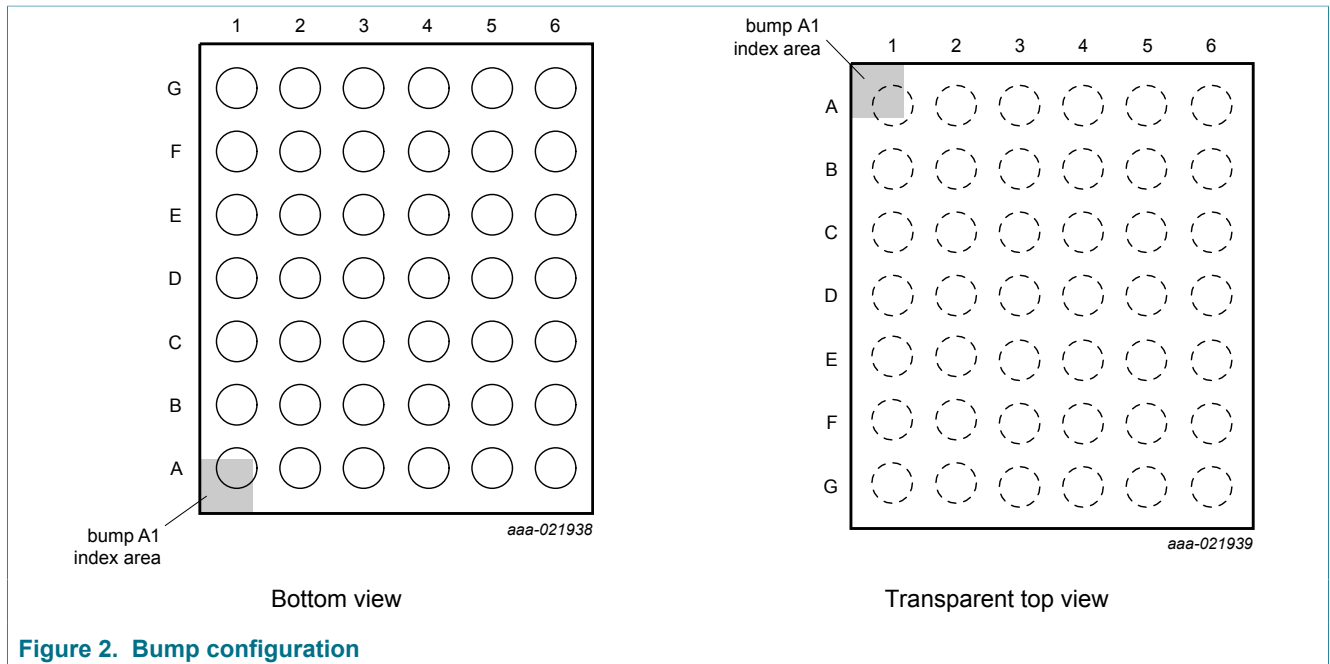 1 2 3 4 5 6
G
F
E
D
C
B
A
bump A1
index area
aaa-021938
Bottom view
bump A1
index area
1 2 3 4 5 6
A
B
C
D
E
F
G
aaa-021939
Transparent top view
Figure 2. Bump configuration